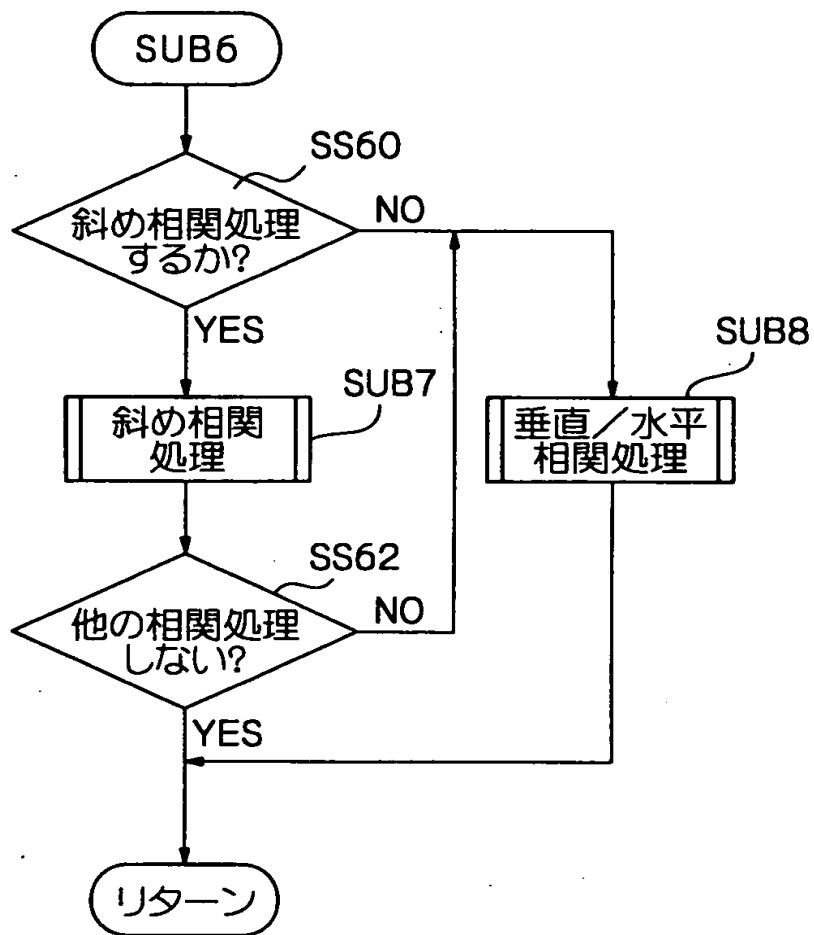 SUB6
SS60
斜め相関処理
するか?
NO
YES
SUB7
斜め相関
処理
SUB8
垂直／水平
相関処理
SS62
他の相関処理
しない?
NO
YES
リターン